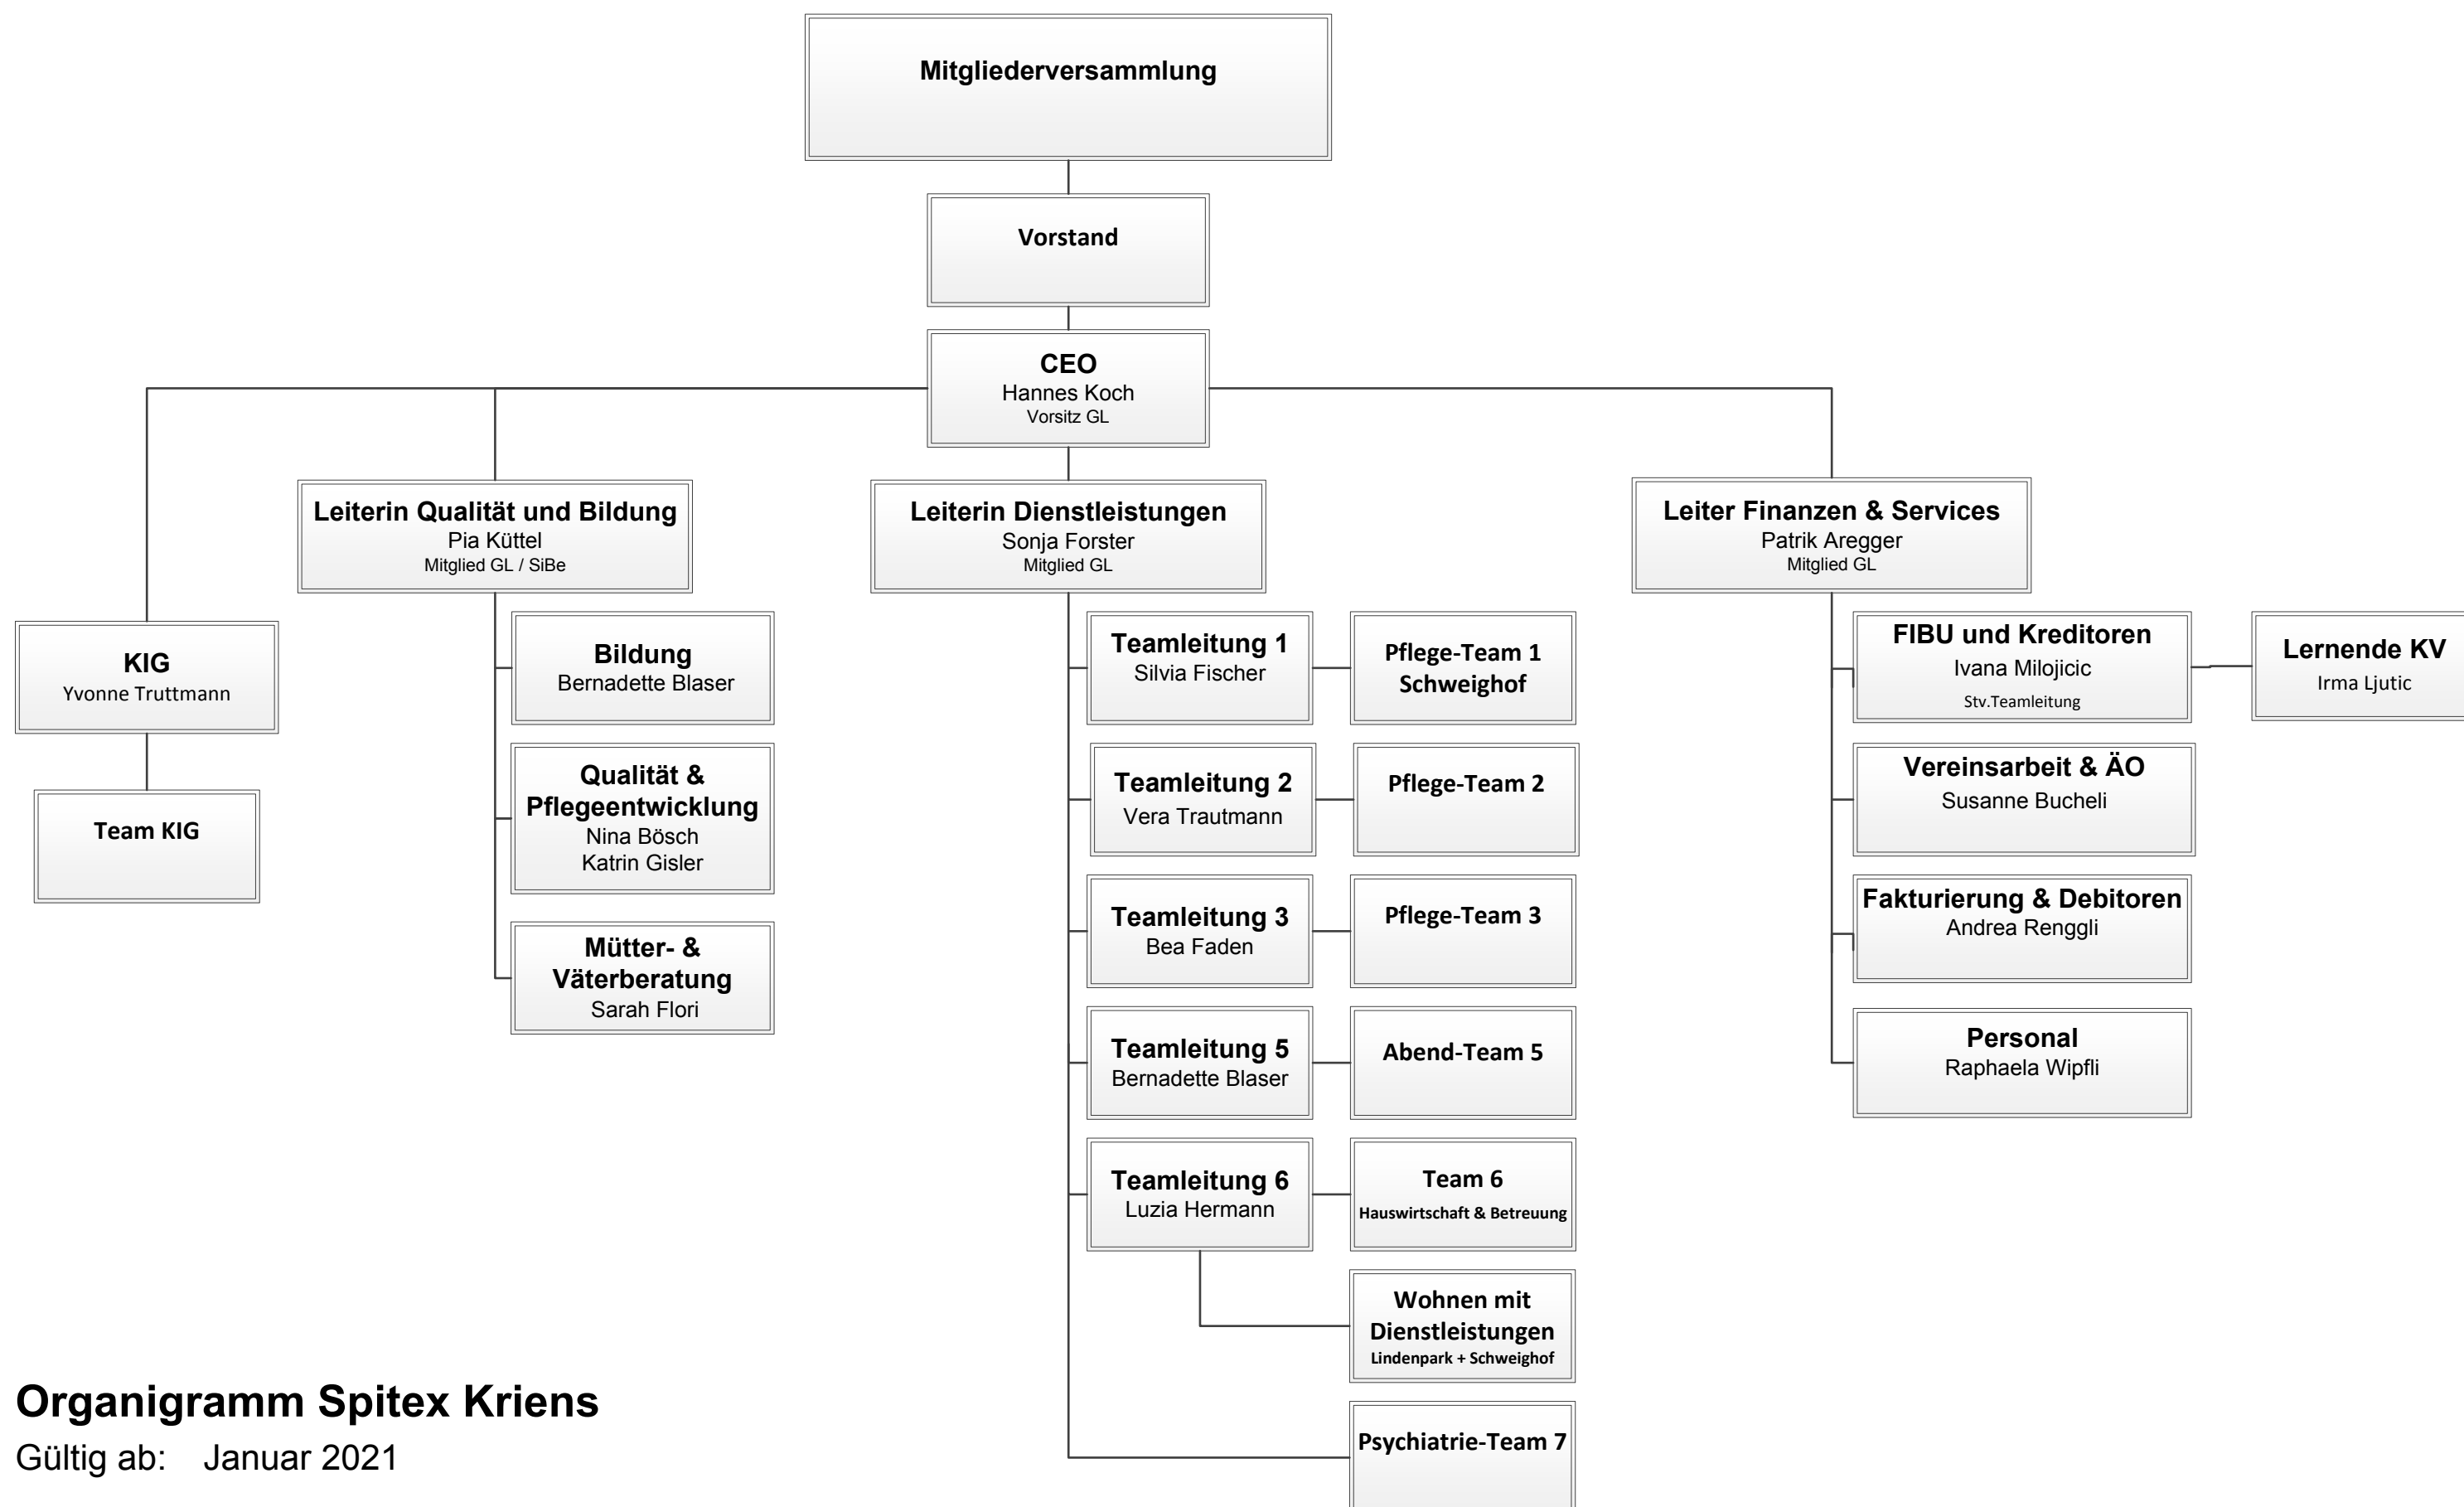 Mitgliederversammlung
Vorstand
CEO
Hannes Koch
Vorsitz GL
Leiterin Qualität und Bildung
Pia Küttel
Mitglied GL / SiBe
Leiterin Dienstleistungen
Sonja Forster
Mitglied GL
Leiter Finanzen & Services
Patrik Aregger
Mitglied GL
KIG
Yvonne Truttmann
Team KIG
Bildung
Bernadette Blaser
Qualität &
Pflegeentwicklung
Nina Bösch
Katrin Gisler
Mütter- &
Väterberatung
Sarah Flori
Teamleitung 1
Silvia Fischer
Pflege-Team 1
Schweighof
Teamleitung 2
Vera Trautmann
Pflege-Team 2
Teamleitung 3
Bea Faden
Pflege-Team 3
Teamleitung 5
Bernadette Blaser
Abend-Team 5
Teamleitung 6
Luzia Hermann
Team 6
Hauswirtschaft & Betreuung
Wohnen mit
Dienstleistungen
Lindenpark + Schweighof
Psychiatrie-Team 7
FIBU und Kreditoren
Ivana Milojicic
Stv.Teamleitung
Lernende KV
Irma Ljutic
Vereinsarbeit & ÄO
Susanne Bucheli
Fakturierung & Debitoren
Andrea Renggli
Personal
Raphaela Wipfli
Organigramm Spitex Kriens
Gültig ab: Januar 2021